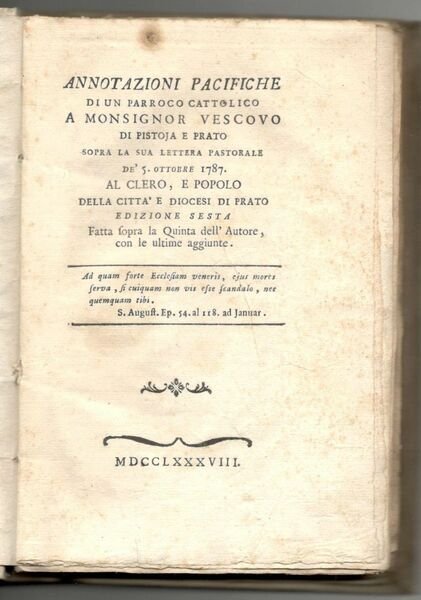 ANNOTAZIONI PACIFICHE
DI UN PARROCO CATTOLICO
A MONSIGNOR VESCOVO
DI PISTOJA E PRATO
SOPRA LA SUA LETTERA PASTORALE
DE' 5. OTTOBRE 1787.
AL CLERO, E POPOLO
DELLA CITTA' E DIOCESI DI PRATO
EDIZIONE SESTA
Fatta ſopra la Quinta dell' Autore,
con le ultime aggiunte.
Ad quam forte Eccleſiam veneris, ejus mores
ſerva, ſi cuiquam non vis eſſe ſcandalo, nec
quemquam tibi.
S. Auguſt. Ep. 54. al 118. ad Januar.
MDCCLXXXVIII.